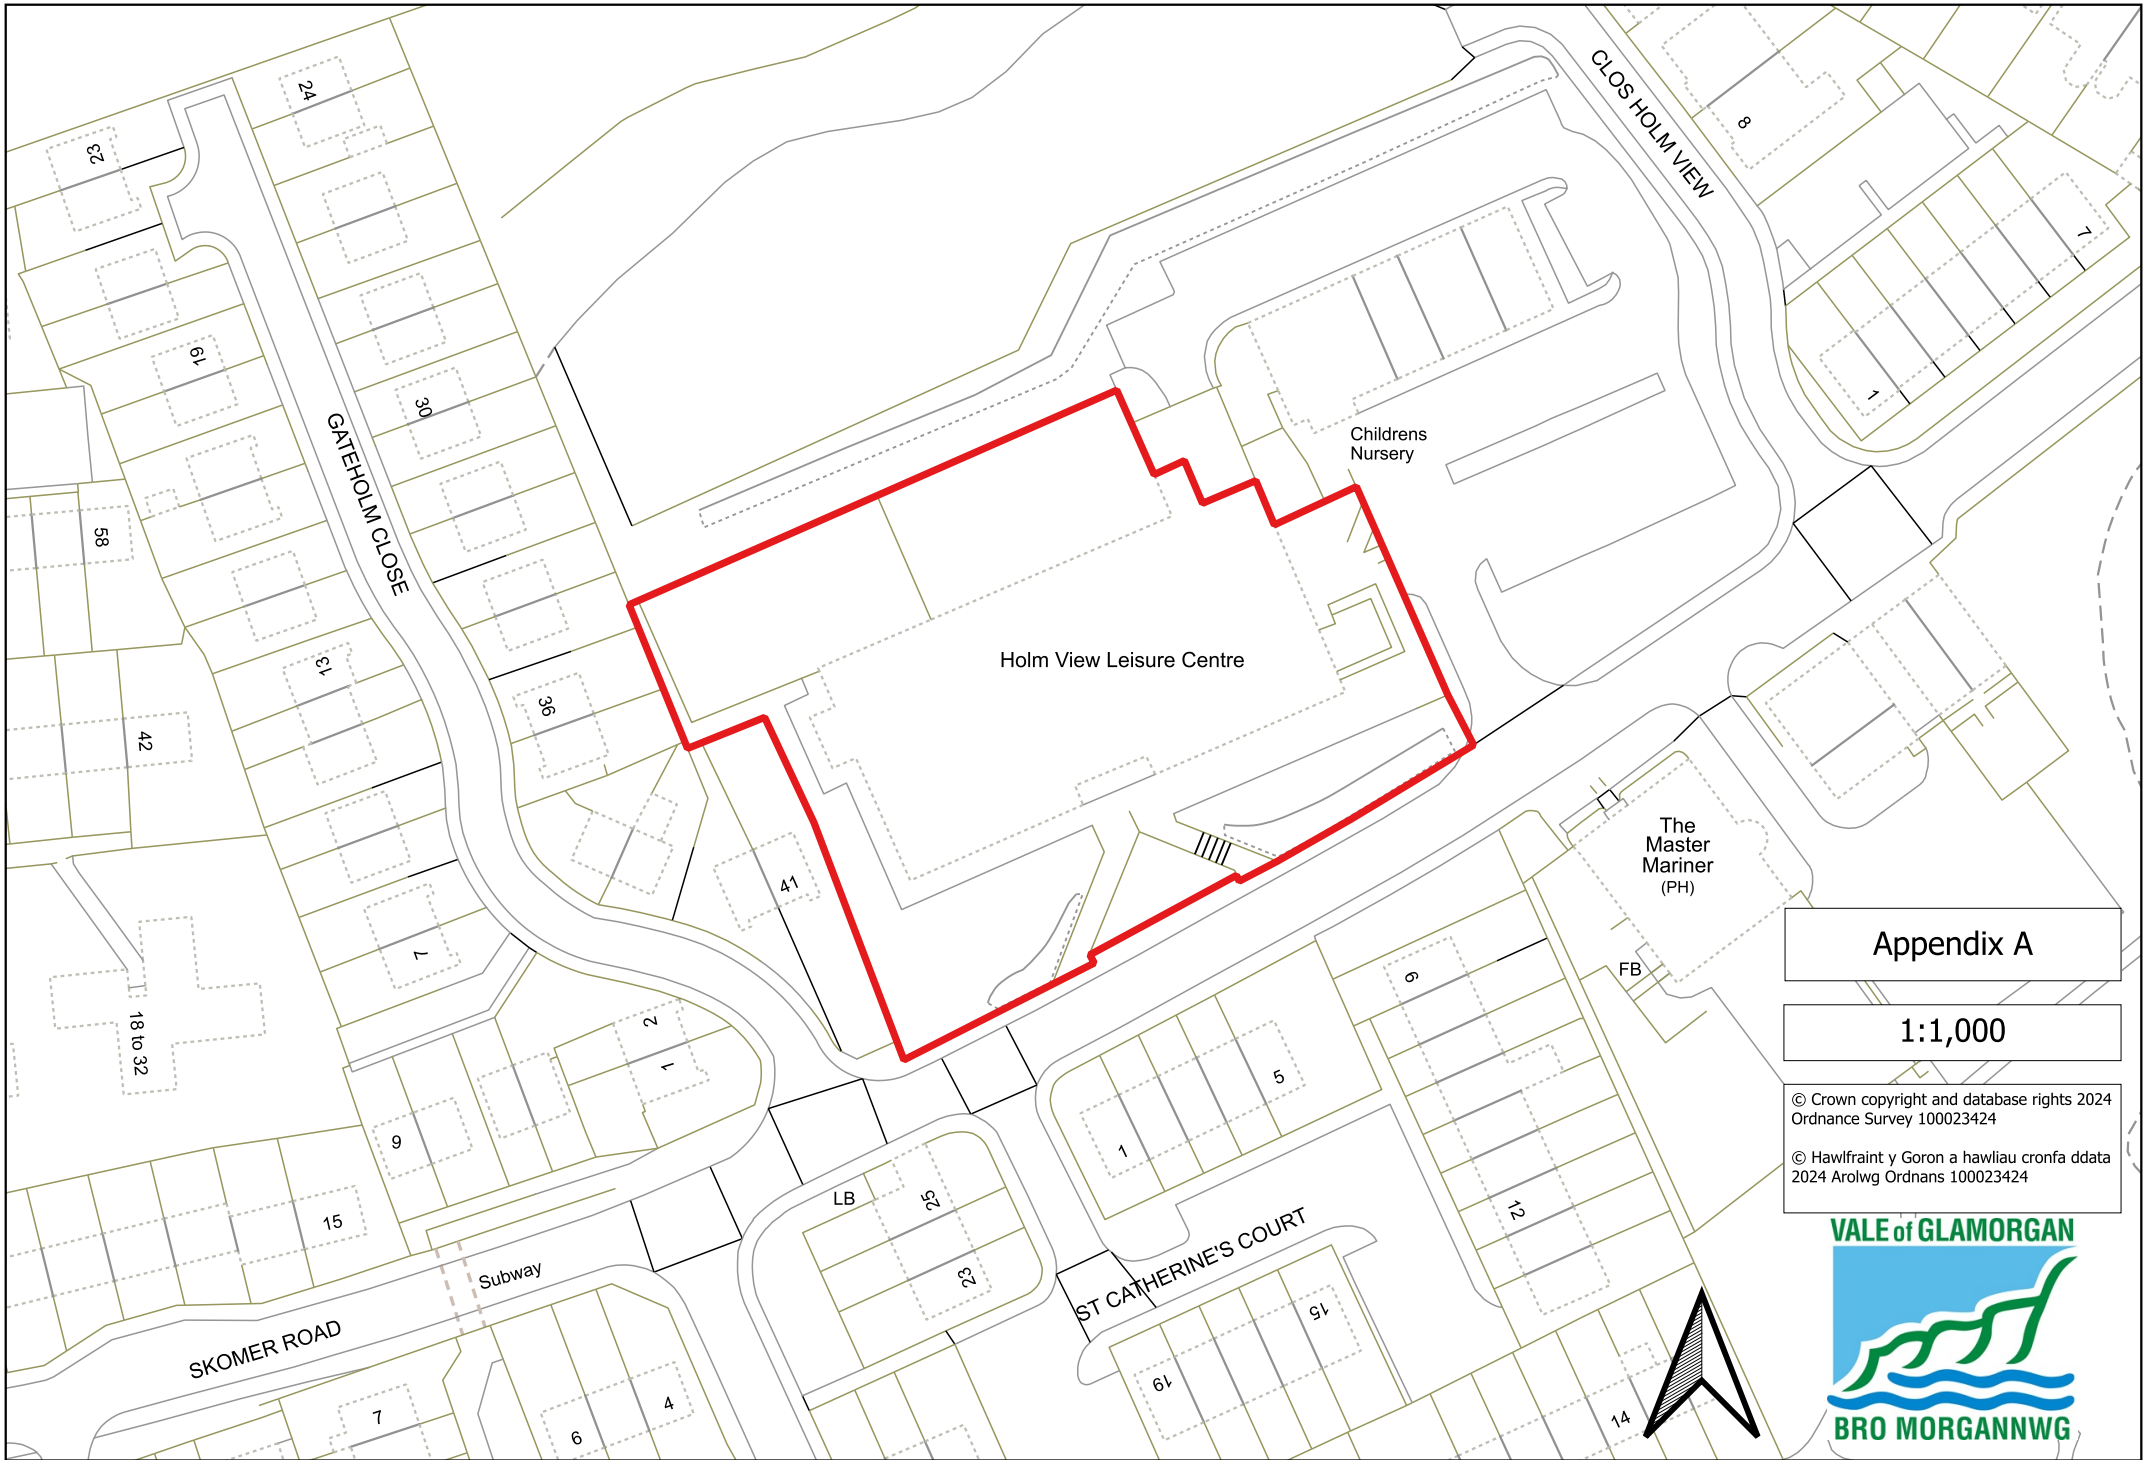 24
23
CLOS HOLM VIEW
8
7
19
30
1
GATEHOLM CLOSE
Childrens
Nursery
58
13
Holm View Leisure Centre
36
42
The
Master
Mariner
(PH)
41
Appendix A
7
FB
9
18 to 32
2
1
1:1,000
5
© Crown copyright and database rights 2024
Ordnance Survey 100023424
© Hawlfraint y Goron a hawliau cronfa ddata
2024 Arolwg Ordnans 100023424
9
1
LB
25
12
15
ST CATHERINE'S COURT
VALE of GLAMORGAN
Subway
23
15
SKOMER ROAD
19
7
4
6
14
BRO MORGANNWG